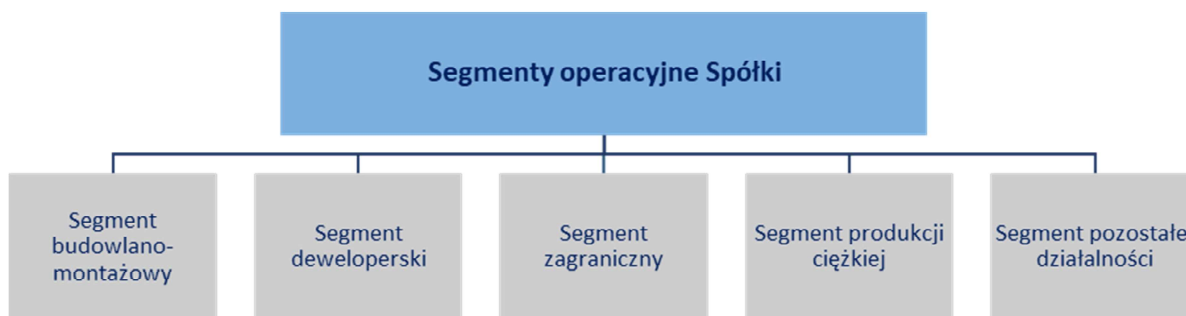 Segmenty operacyjne Spółki
Segment
budowlano-
montażowy
Segment
deweloperski
Segment
zagraniczny
Segment produkcji
ciężkiej
Segment pozostałe
działalności